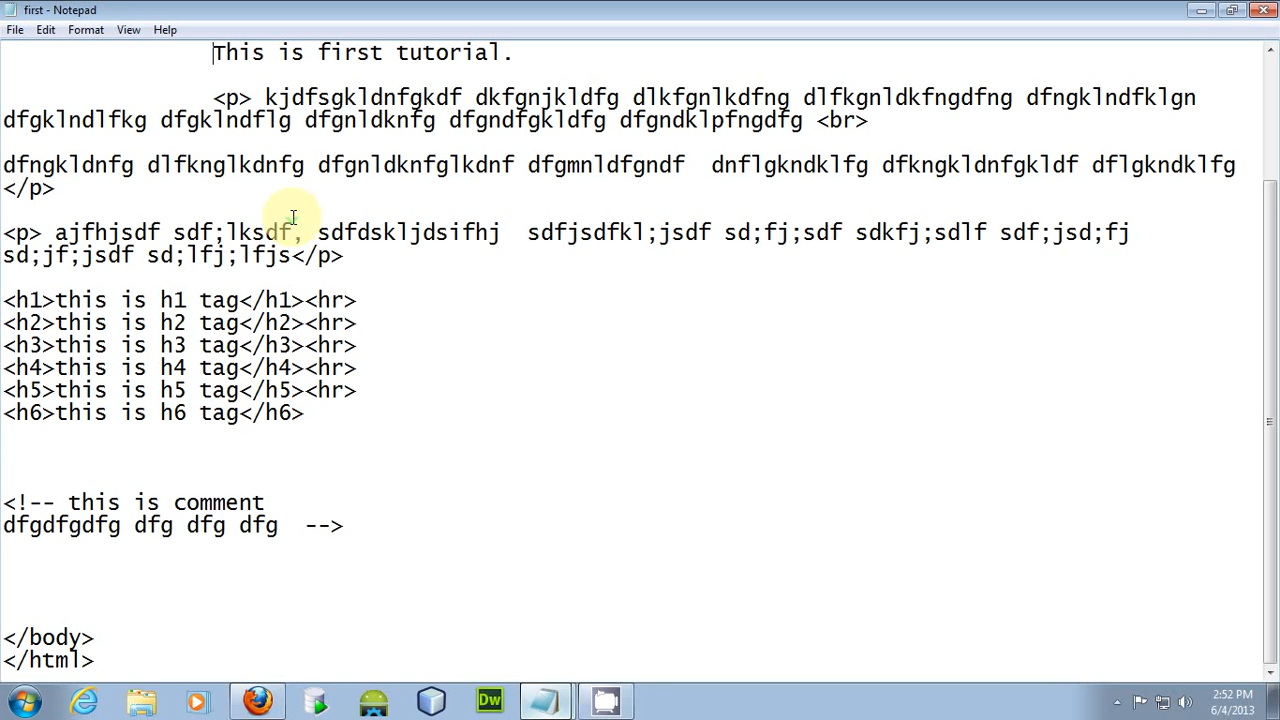 first - Notepad
File Edit Format View Help
This is first tutorial.
<p> kjdfsgkldnfgkdf dkfgnjkldfg dlkfgnlkdfng dlfkgnldkfngdfng dfngklndfklgn
dfgklndlfkg dfgklndflg dfgnldknfg dfgndfgkldfg dfgndklpfngdfg <br>
dfngkldnfg dlfknglkdnfg dfgnldknfglkdnf dfgmnldfgndf dnflgkndklfg dfkngkldnfgkldf dflgkndklfg
</p>
<p> ajfhjsdf sdf;lksdf, sdfdskljdsifhj sdfjsdfkl;jsdf sd;fj;sdf sdkfj;sdlf sdf;jsd;fj
sd;jf;jsdf sd;lfj;lfjs</p>
<h1>this is h1 tag</h1><hr>
<h2>this is h2 tag</h2><hr>
<h3>this is h3 tag</h3><hr>
<h4>this is h4 tag</h4><hr>
<h5>this is h5 tag</h5><hr>
<h6>this is h6 tag</h6>
<!-- this is comment
dfgdfgdfg dfg dfg dfg -->
</body>
</html>
Dw
2:52 PM
6/4/2013